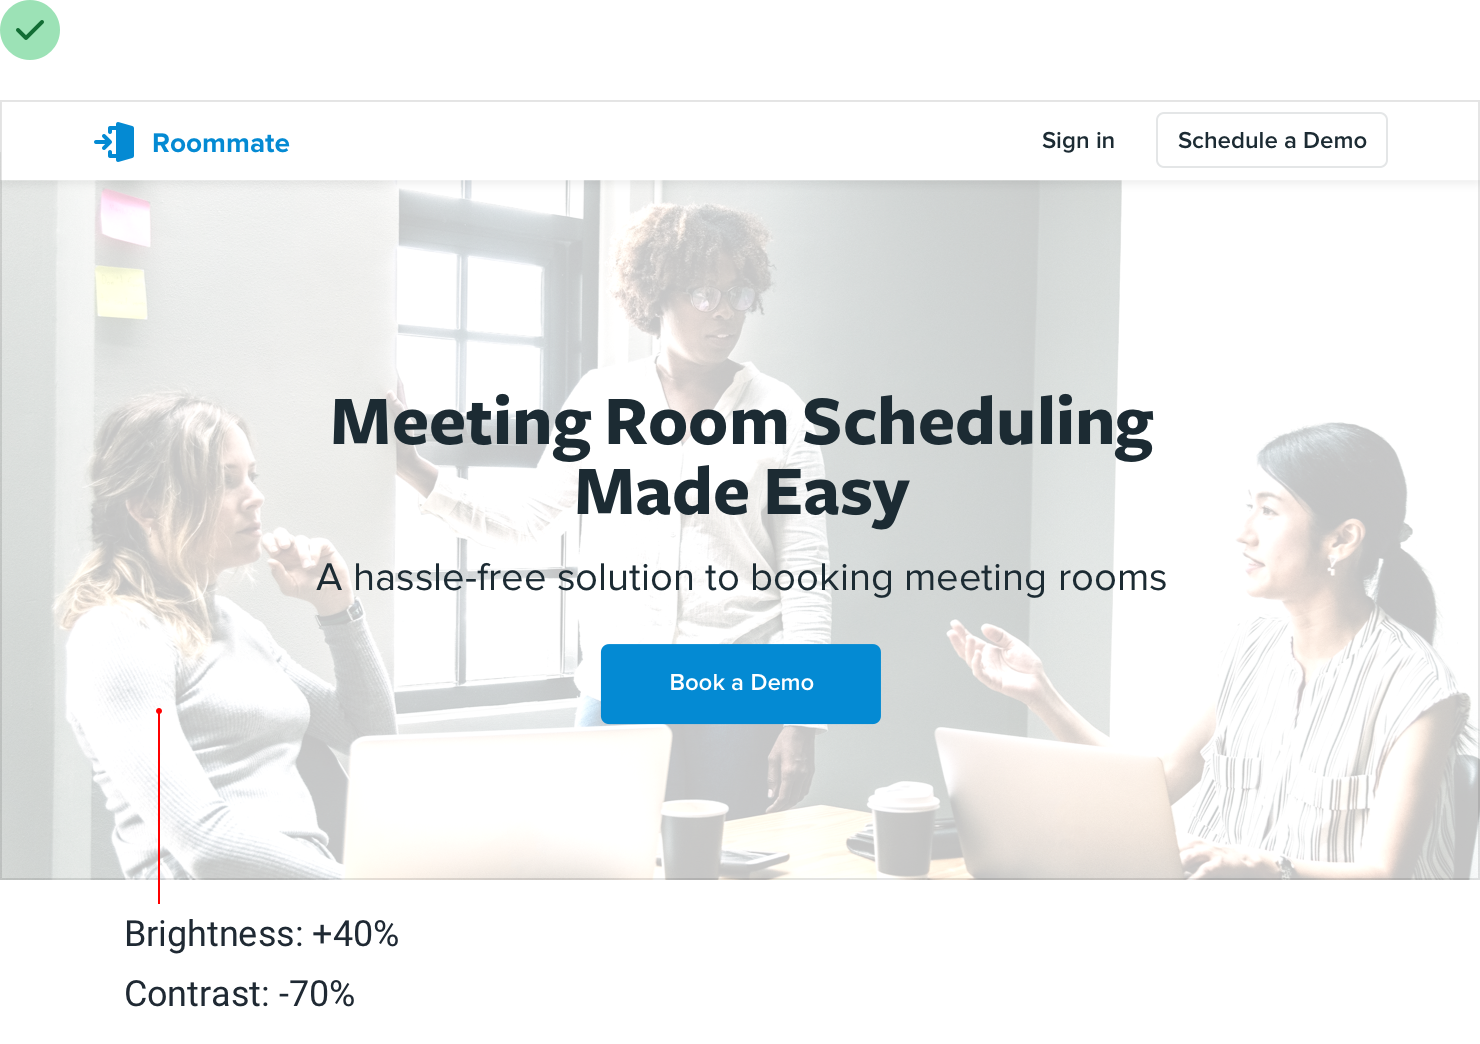 Roommate
Sign in
Schedule a Demo
Meeting Room Scheduling
Made Easy
A hassle-free solution to booking meeting rooms
Book a Demo
Brightness: +40%
Contrast: -70%